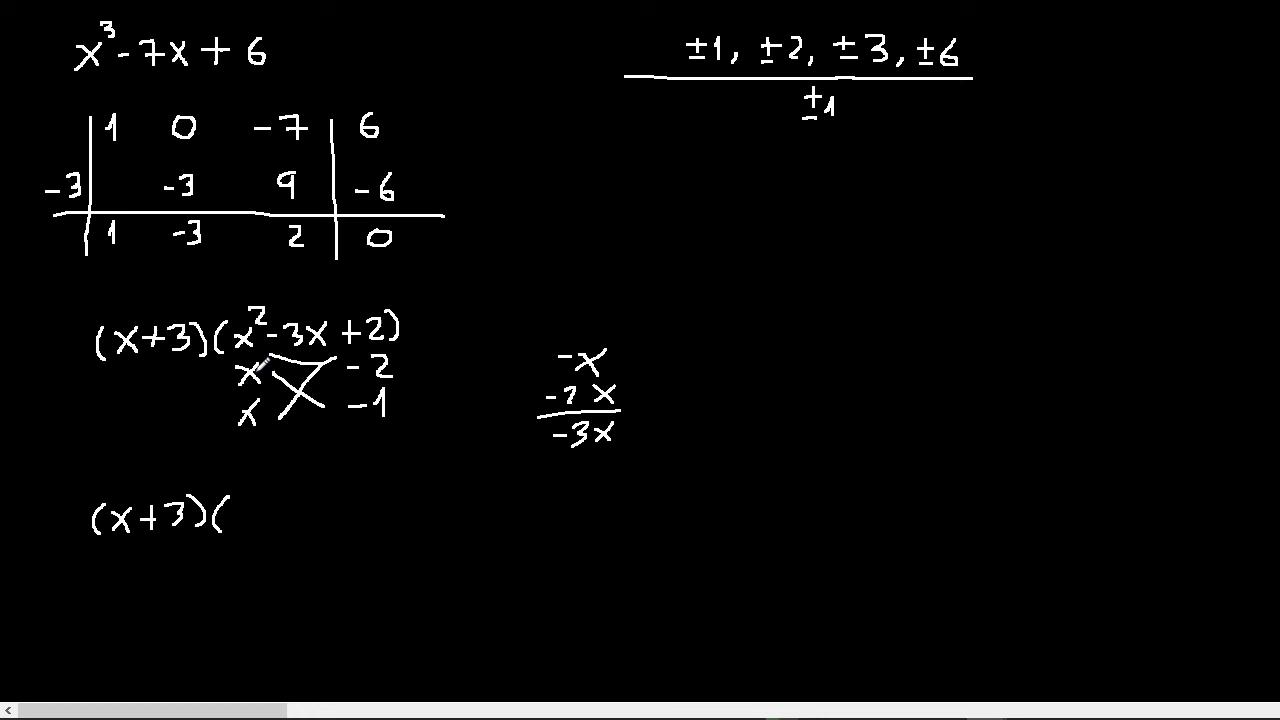 x³-7x+6
±1, ±2, ±3, ±6
±1
1 0 -7 6
-3 -3 9 -6
1 -3 2 0
(x+3)(x²-3x+2)
x -2
x -1
-x
-2x
-3x
(x+3)(